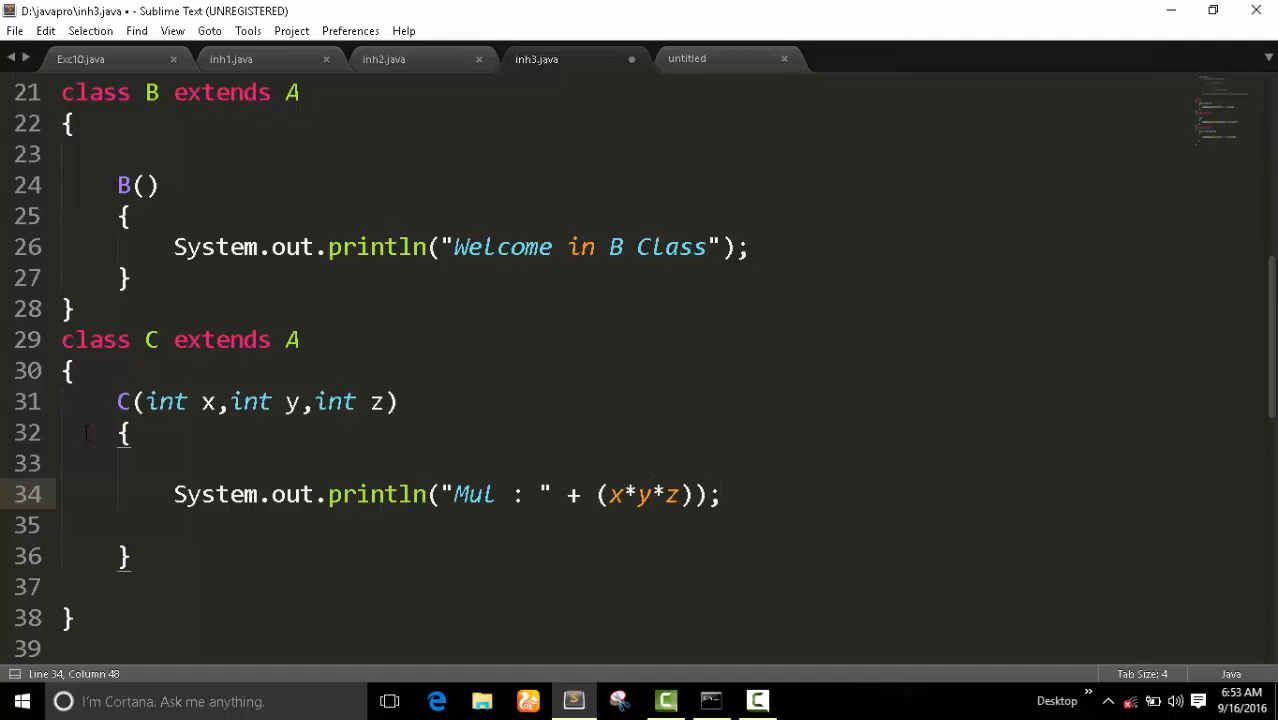 D:\javapro\inh3.java • - Sublime Text (UNREGISTERED)
File Edit Selection Find View Goto Tools Project Preferences Help
Exc10.java inh1.java inh2.java inh3.java untitled
21 class B extends A
22 {
23
24 B()
25 {
26 System.out.println("Welcome in B Class");
27 }
28 }
29 class C extends A
30 {
31 C(int x,int y,int z)
32 {
33
34 System.out.println("Mul : " + (x*y*z));
35
36 }
37
38 }
39
Line 34, Column 48 Tab Size: 4 Java
I'm Cortana. Ask me anything. Desktop 6:53 AM
9/16/2016